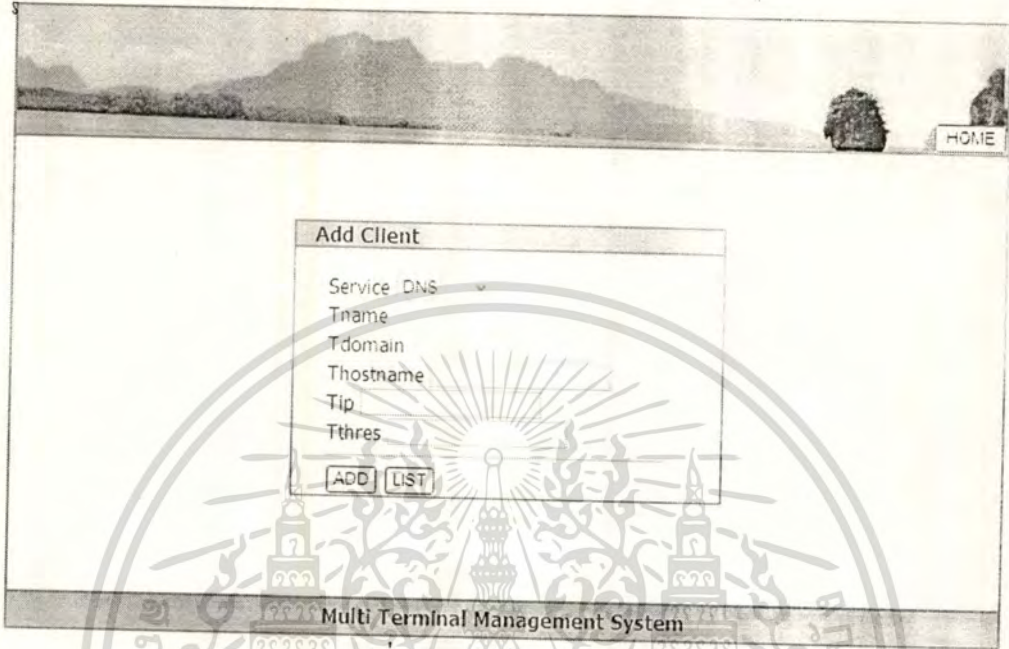 HOME
Add Client
Service DNS
Tname
Tdomain
Thostname
Tip
Tthres
ADD LIST
Multi Terminal Management System